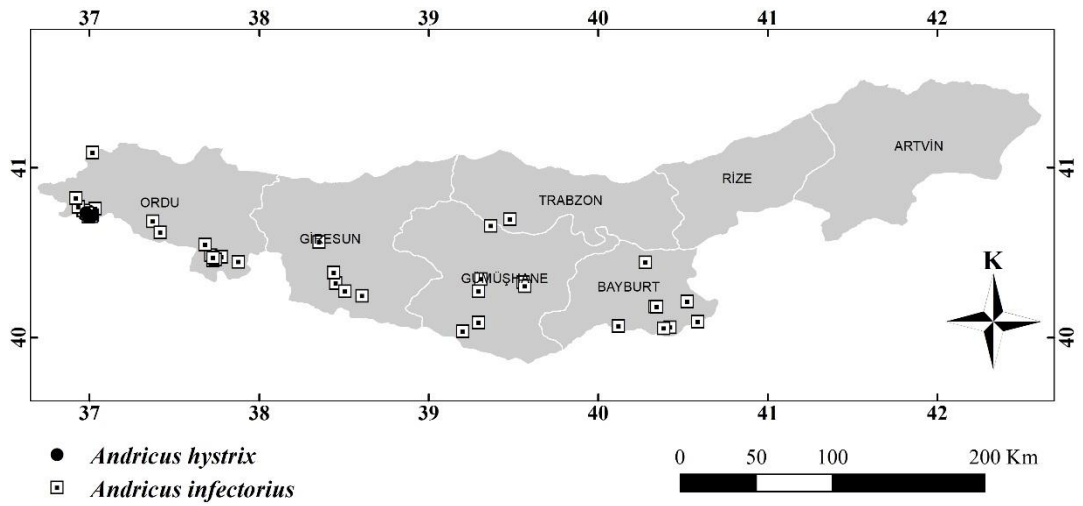 37 38 39 40 41 42
41 41
ARTVİN
RİZE
ORDU TRABZON
GİRESUN
GÜMÜŞHANE BAYBURT
K
40 40
37 38 39 40 41 42
Andricus hystrix
Andricus infectorius
0 50 100 200 Km